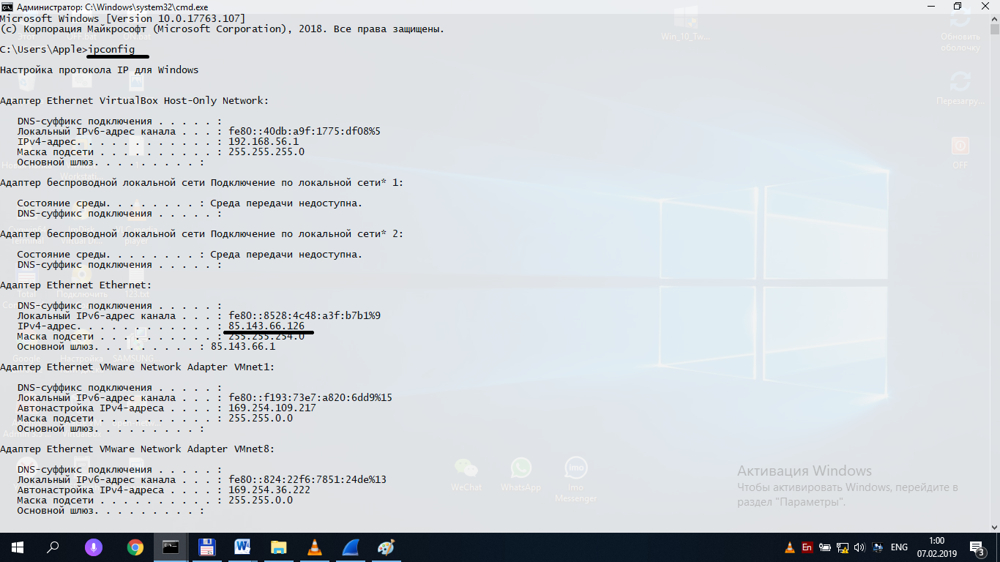 Администратор: C:\Windows\system32\cmd.exe
Microsoft Windows [Version 10.0.17763.107]
(c) Корпорация Майкрософт (Microsoft Corporation), 2018. Все права защищены.
C:\Users\Apple>ipconfig
Настройка протокола IP для Windows
Адаптер Ethernet VirtualBox Host-Only Network:
DNS-суффикс подключения . . . . . :
Локальный IPv6-адрес канала . . . : fe80::40db:a9f:1775:df08%5
IPv4-адрес. . . . . . . . . . . . : 192.168.56.1
Маска подсети . . . . . . . . . . : 255.255.255.0
Основной шлюз. . . . . . . . . :
Адаптер беспроводной локальной сети Подключение по локальной сети* 1:
Состояние среды. . . . . . . . : Среда передачи недоступна.
DNS-суффикс подключения . . . . . :
Адаптер беспроводной локальной сети Подключение по локальной сети* 2:
Состояние среды. . . . . . . . : Среда передачи недоступна.
DNS-суффикс подключения . . . . . :
Адаптер Ethernet Ethernet:
DNS-суффикс подключения . . . . . :
Локальный IPv6-адрес канала . . . : fe80::8528:4c48:a3f:b7b1%9
IPv4-адрес. . . . . . . . . . . . : 85.143.66.126
Маска подсети . . . . . . . . . . : 255.255.254.0
Основной шлюз. . . . . . . . . : 85.143.66.1
Адаптер Ethernet VMware Network Adapter VMnet1:
DNS-суффикс подключения . . . . . :
Локальный IPv6-адрес канала . . . : fe80::f193:73e7:a820:6dd9%15
Автонастройка IPv4-адреса . . . . : 169.254.109.217
Маска подсети . . . . . . . . . . : 255.255.0.0
Основной шлюз. . . . . . . . . :
Адаптер Ethernet VMware Network Adapter VMnet8:
DNS-суффикс подключения . . . . . :
Локальный IPv6-адрес канала . . . : fe80::824:22f6:7851:24de%13
Автонастройка IPv4-адреса . . . . : 169.254.36.222
Маска подсети . . . . . . . . . . : 255.255.0.0
Основной шлюз. . . . . . . . . :
Win_10_Tw...
Обновить
оболочку
Перезагру...
OFF
WeChat
WhatsApp
imo
Messenger
Активация Windows
Чтобы активировать Windows, перейдите в
раздел "Параметры".
En
ENG
1:00
07.02.2019
3